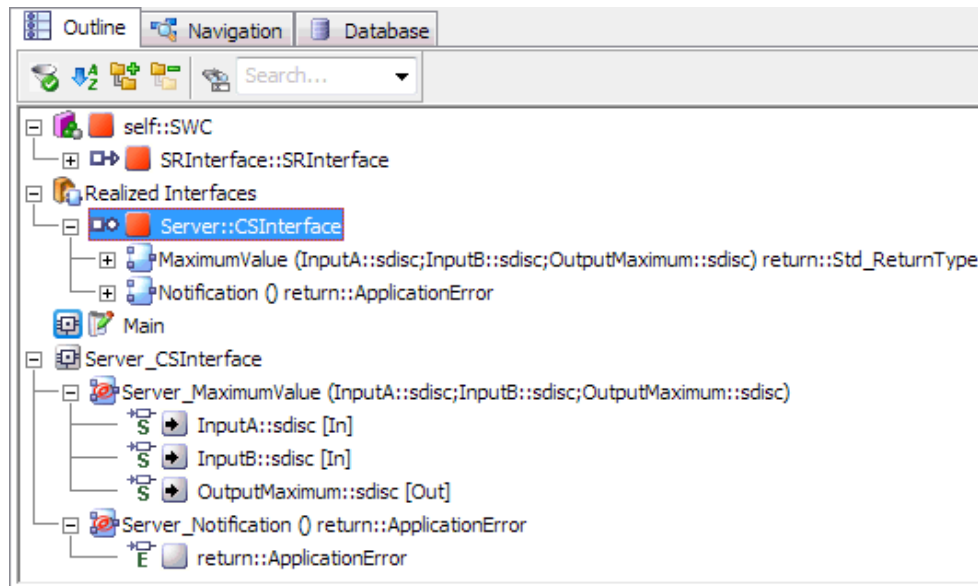 Outline Navigation Database
Search...
self::SWC
SRInterface::SRInterface
Realized Interfaces
Server::CSInterface
MaximumValue (InputA::sdisc;InputB::sdisc;OutputMaximum::sdisc) return::Std_ReturnType
Notification () return::ApplicationError
Main
Server_CSInterface
Server_MaximumValue (InputA::sdisc;InputB::sdisc;OutputMaximum::sdisc)
S InputA::sdisc [In]
S InputB::sdisc [In]
S OutputMaximum::sdisc [Out]
Server_Notification () return::ApplicationError
E return::ApplicationError